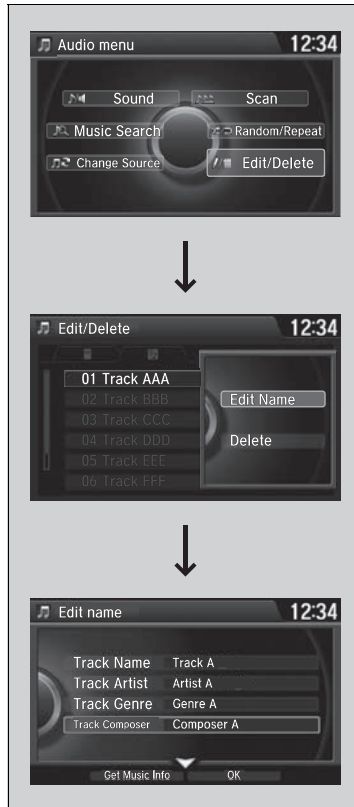 Audio menu 12:34
Sound Scan
Music Search Random/Repeat
Change Source Edit/Delete
Edit/Delete 12:34
01 Track AAA
02 Track BBB
Edit Name
03 Track CCC
04 Track DDD
Delete
05 Track EEE
06 Track FFF
Edit name 12:34
Track Name Track A
Track Artist Artist A
Track Genre Genre A
Track Composer Composer A
Get Music Info OK